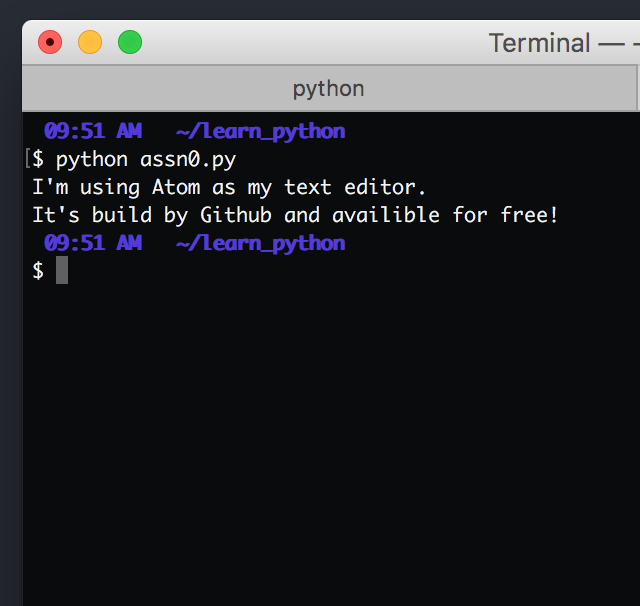 Terminal — -
python
09:51 AM ~/learn_python
[$ python assn0.py
I'm using Atom as my text editor.
It's build by Github and availible for free!
09:51 AM ~/learn_python
$